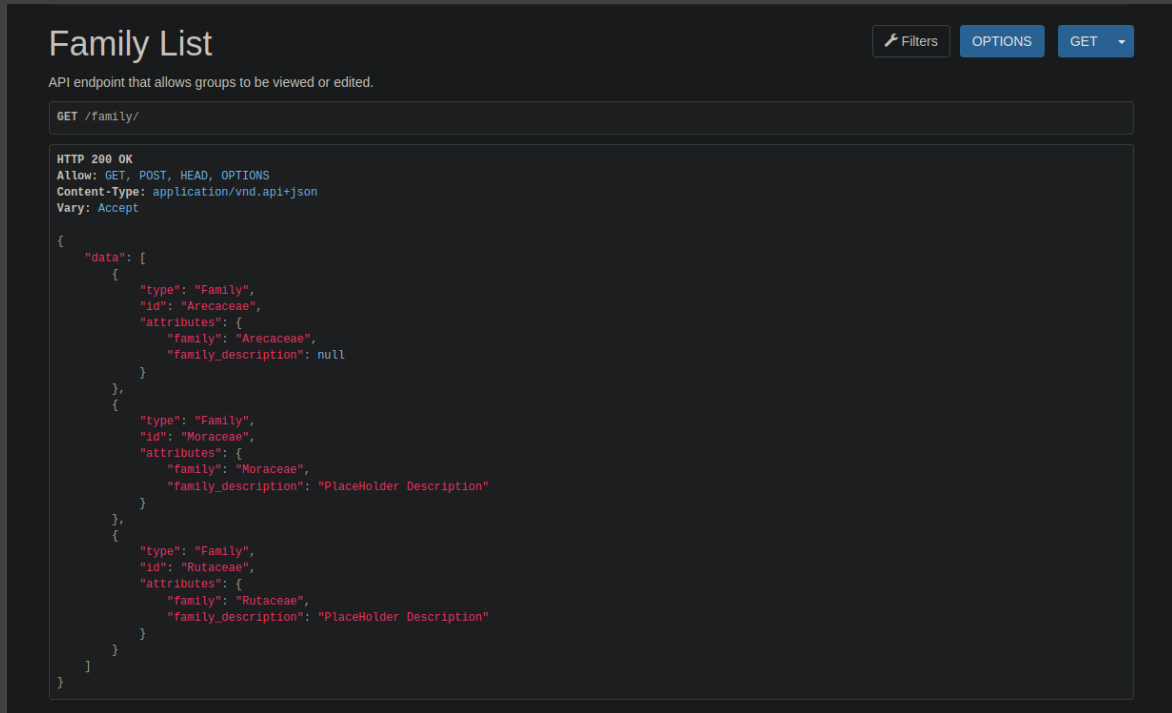 Family List
Filters
OPTIONS
GET
API endpoint that allows groups to be viewed or edited.
GET /family/
HTTP 200 OK
Allow: GET, POST, HEAD, OPTIONS
Content-Type: application/vnd.api+json
Vary: Accept
{
    "data": [
        {
            "type": "Family",
            "id": "Arecaceae",
            "attributes": {
                "family": "Arecaceae",
                "family_description": null
            }
        },
        {
            "type": "Family",
            "id": "Moraceae",
            "attributes": {
                "family": "Moraceae",
                "family_description": "PlaceHolder Description"
            }
        },
        {
            "type": "Family",
            "id": "Rutaceae",
            "attributes": {
                "family": "Rutaceae",
                "family_description": "PlaceHolder Description"
            }
        }
    ]
}